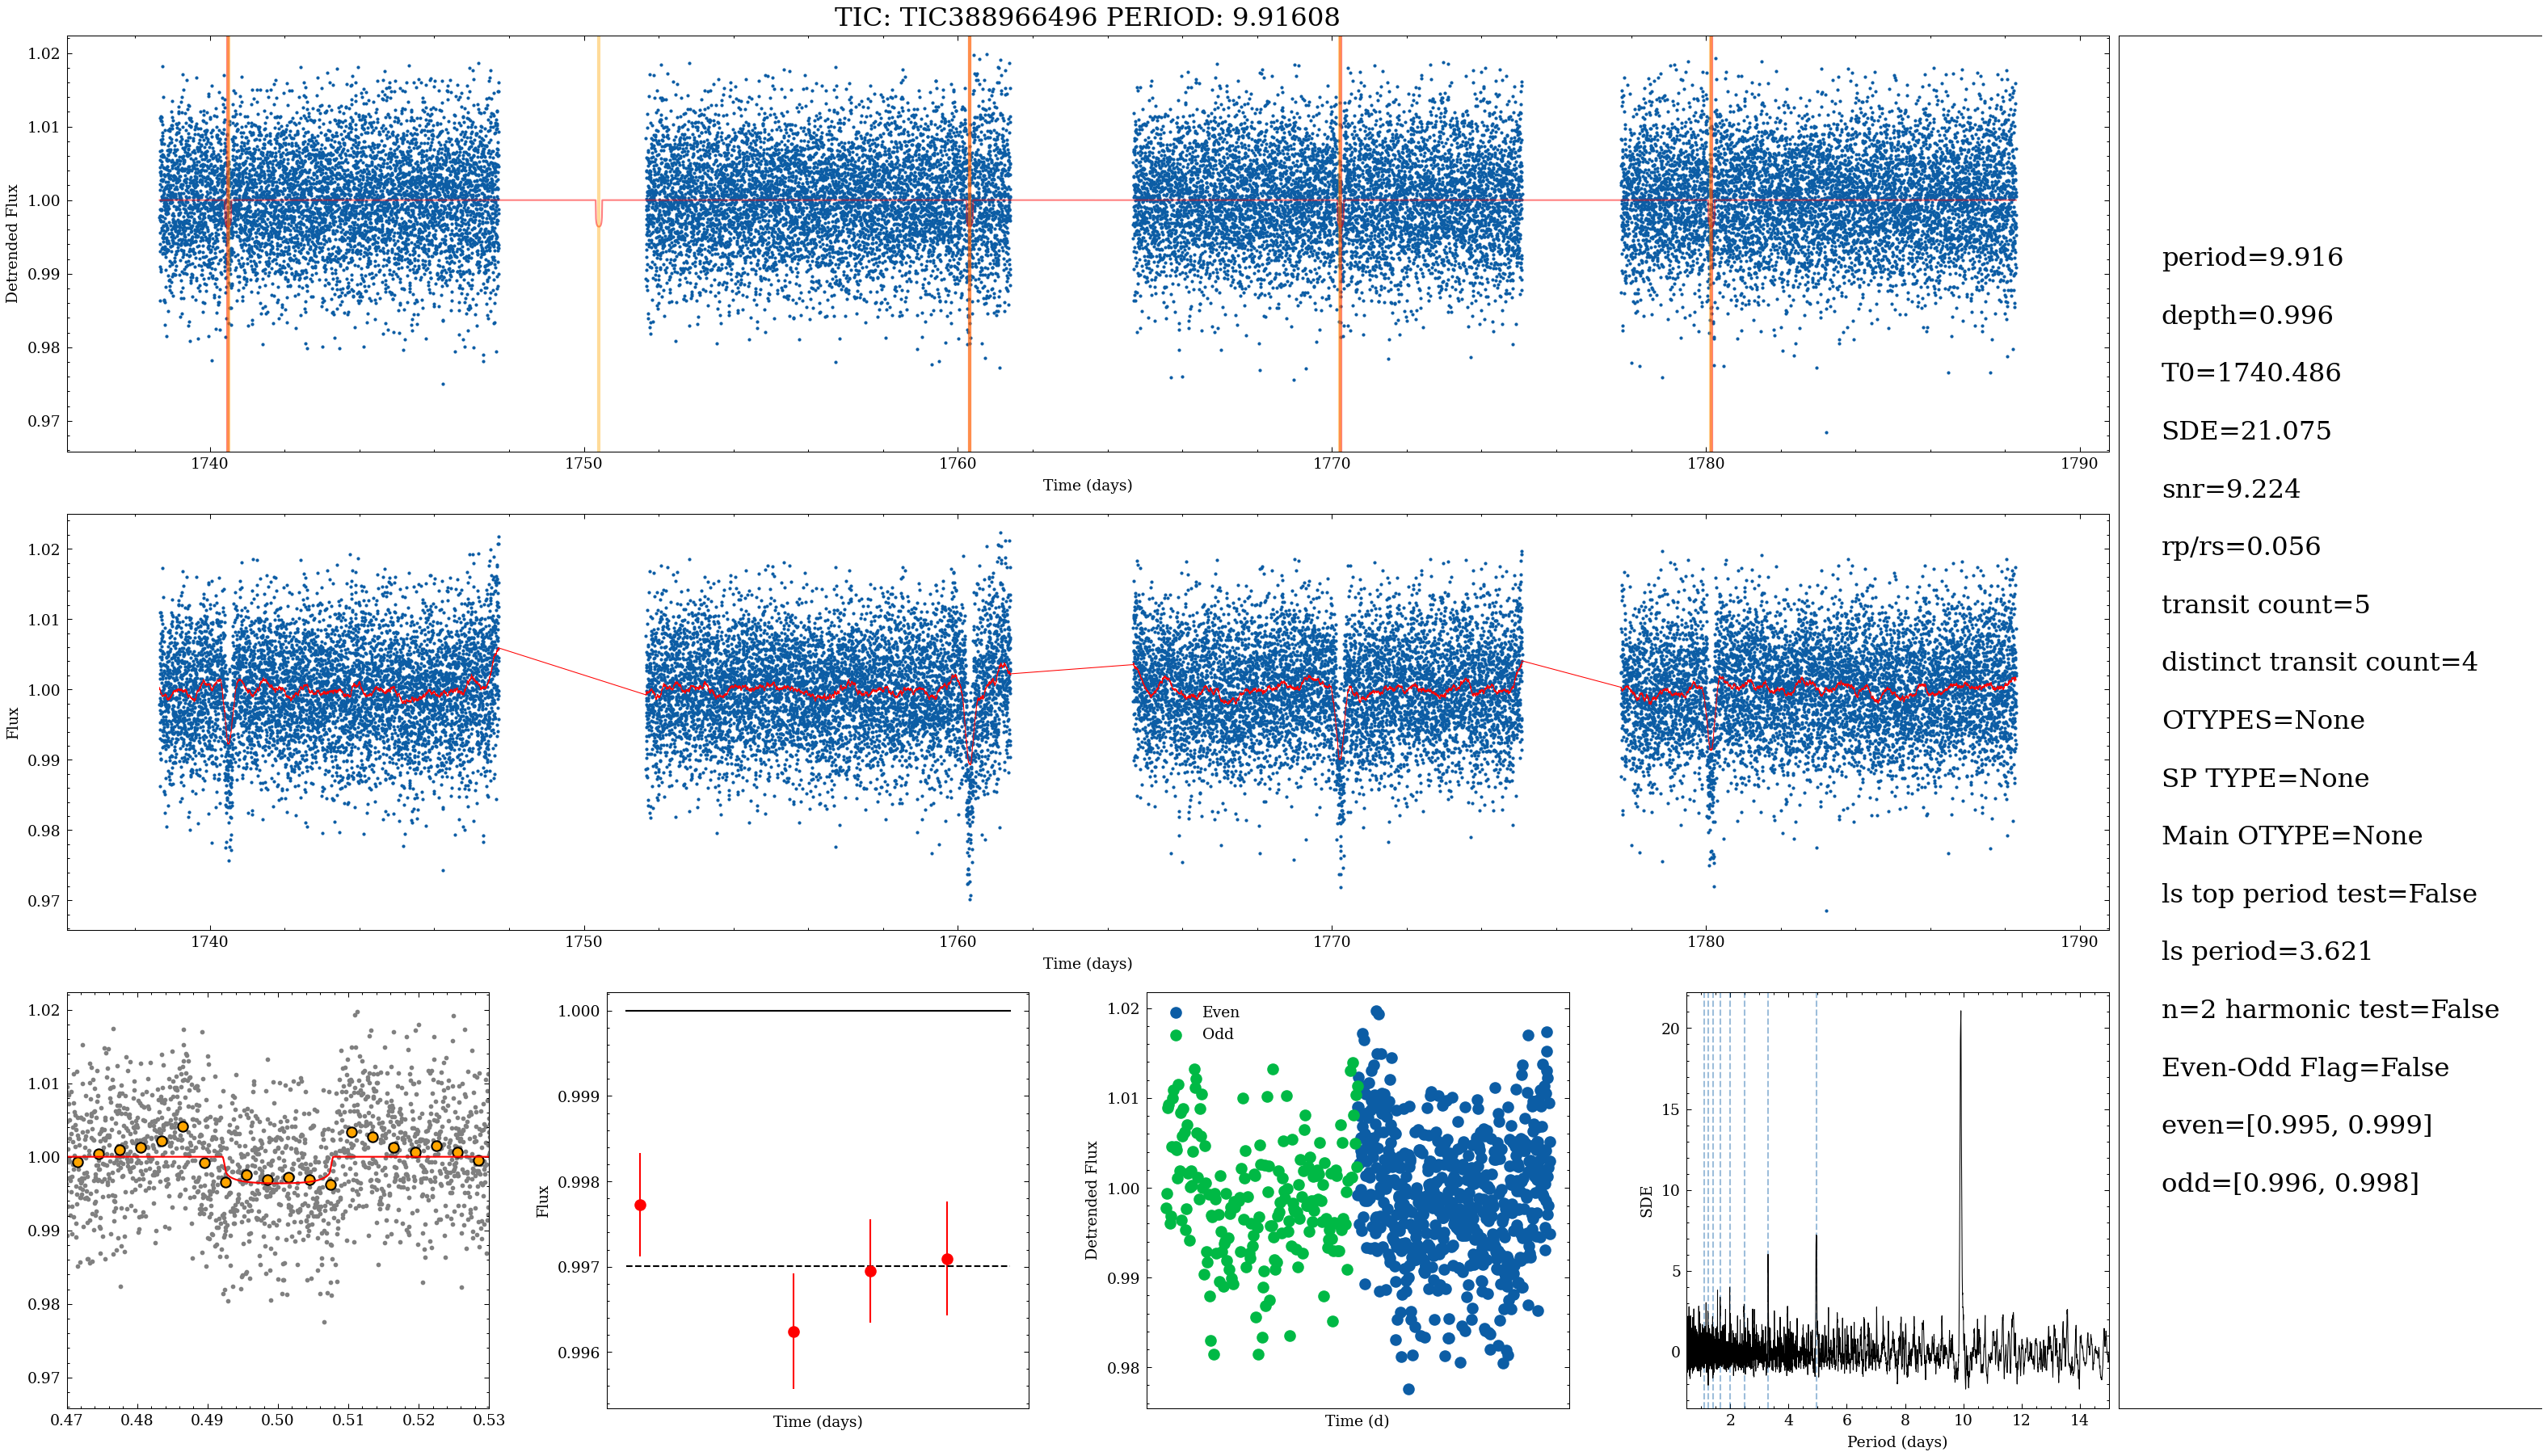 TIC: TIC388966496 PERIOD: 9.91608
1.02
1.01
1.00
0.99
0.98
0.97
Detrended Flux
1740
1750
1760
1770
1780
1790
Time (days)
1.02
1.01
1.00
0.99
0.98
0.97
Flux
1740
1750
1760
1770
1780
1790
Time (days)
1.02
1.01
1.00
0.99
0.98
0.97
0.47
0.48
0.49
0.50
0.51
0.52
0.53
1.000
0.999
0.998
0.997
0.996
Flux
Time (days)
Even
Odd
1.02
1.01
1.00
0.99
0.98
Detrended Flux
Time (d)
20
15
10
5
0
SDE
2
4
6
8
10
12
14
Period (days)
period=9.916
depth=0.996
T0=1740.486
SDE=21.075
snr=9.224
rp/rs=0.056
transit count=5
distinct transit count=4
OTYPES=None
SP TYPE=None
Main OTYPE=None
ls top period test=False
ls period=3.621
n=2 harmonic test=False
Even-Odd Flag=False
even=[0.995, 0.999]
odd=[0.996, 0.998]